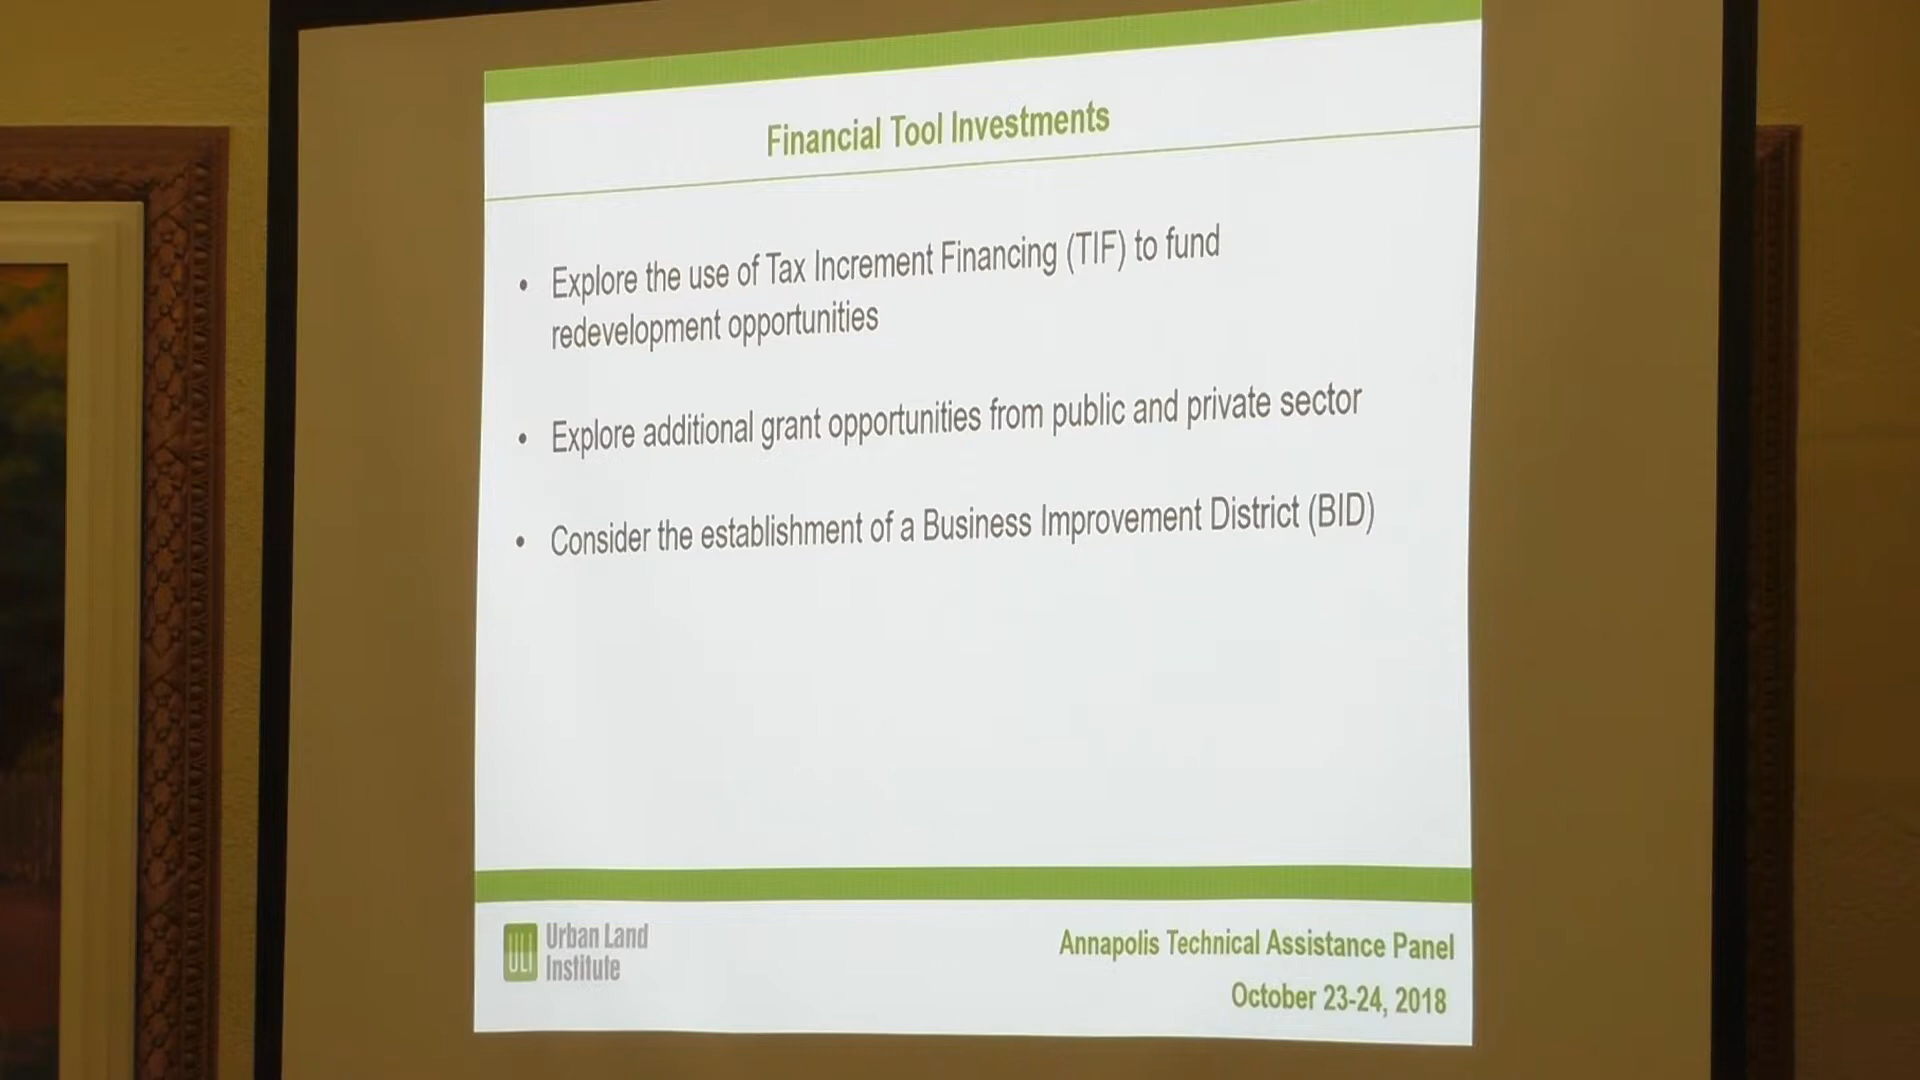 Financial Tool Investments
• Explore the use of Tax Increment Financing (TIF) to fund
redevelopment opportunities
• Explore additional grant opportunities from public and private sector
• Consider the establishment of a Business Improvement District (BID)
ULI
Urban Land
Institute
Annapolis Technical Assistance Panel
October 23-24, 2018